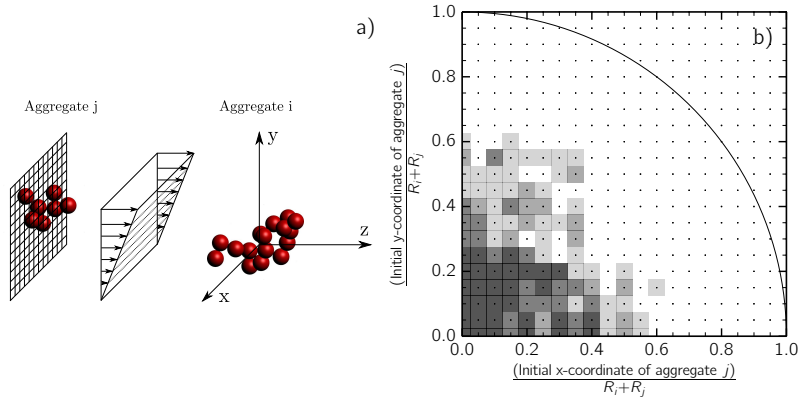 a)
Aggregate j
Aggregate i
y
z
x
b)
1.0
0.8
0.6
0.4
0.2
0.0
(Initial y-coordinate of aggregate j)
R_i+R_j
0.0
0.2
0.4
0.6
0.8
1.0
(Initial x-coordinate of aggregate j)
R_i+R_j